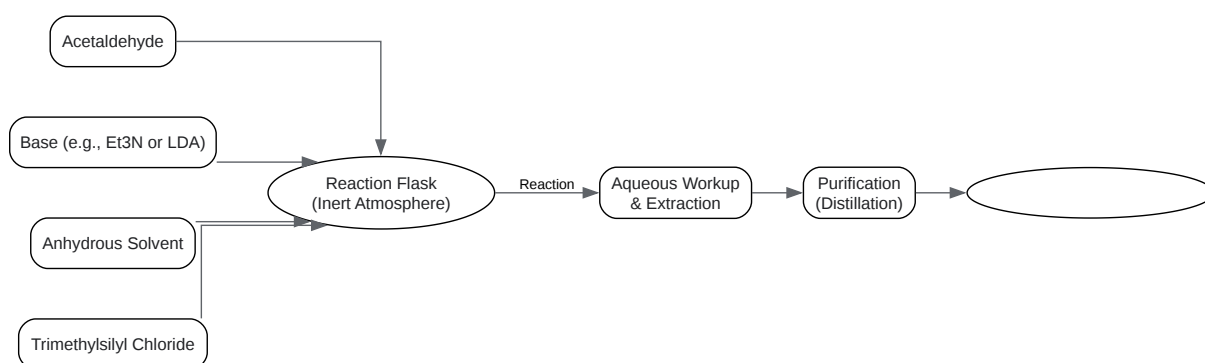 Acetaldehyde
Base (e.g., Et3N or LDA)
Reaction Flask
(Inert Atmosphere)
Reaction
Aqueous Workup
& Extraction
Purification
(Distillation)
Anhydrous Solvent
Trimethylsilyl Chloride